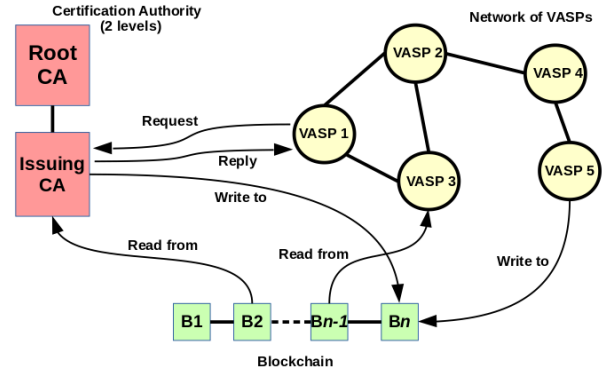 Certification Authority
(2 levels)
Network of VASPs
Root
CA
VASP 2
VASP 4
Request
VASP 1
Issuing
CA
Reply
VASP 3
VASP 5
Write to
Read from
Read from
Write to
B1
B2
Bn-1
Bn
Blockchain